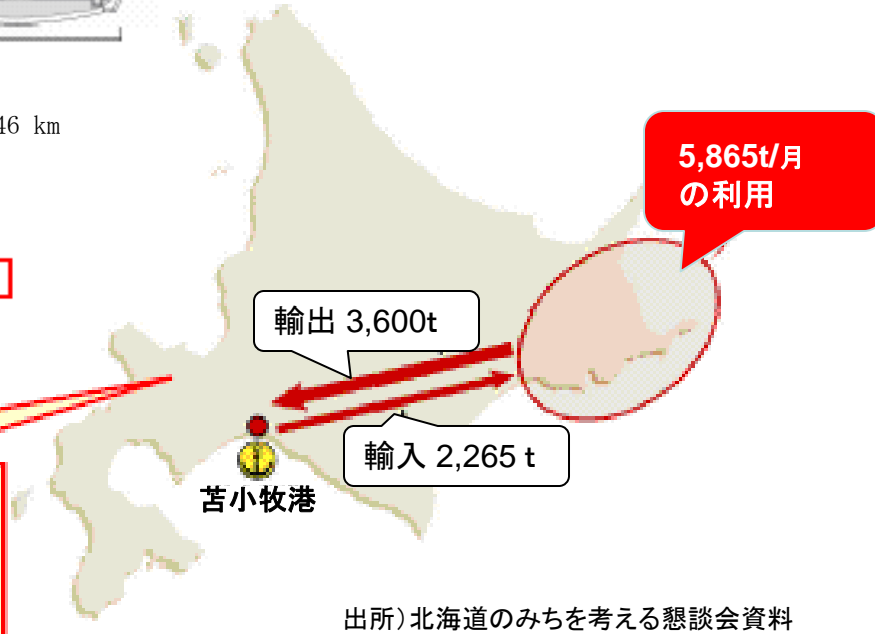 46 km
5,865t/月
の利用
輸出 3,600t
輸入 2,265 t
苫小牧港
出所）北海道のみちを考える懇談会資料